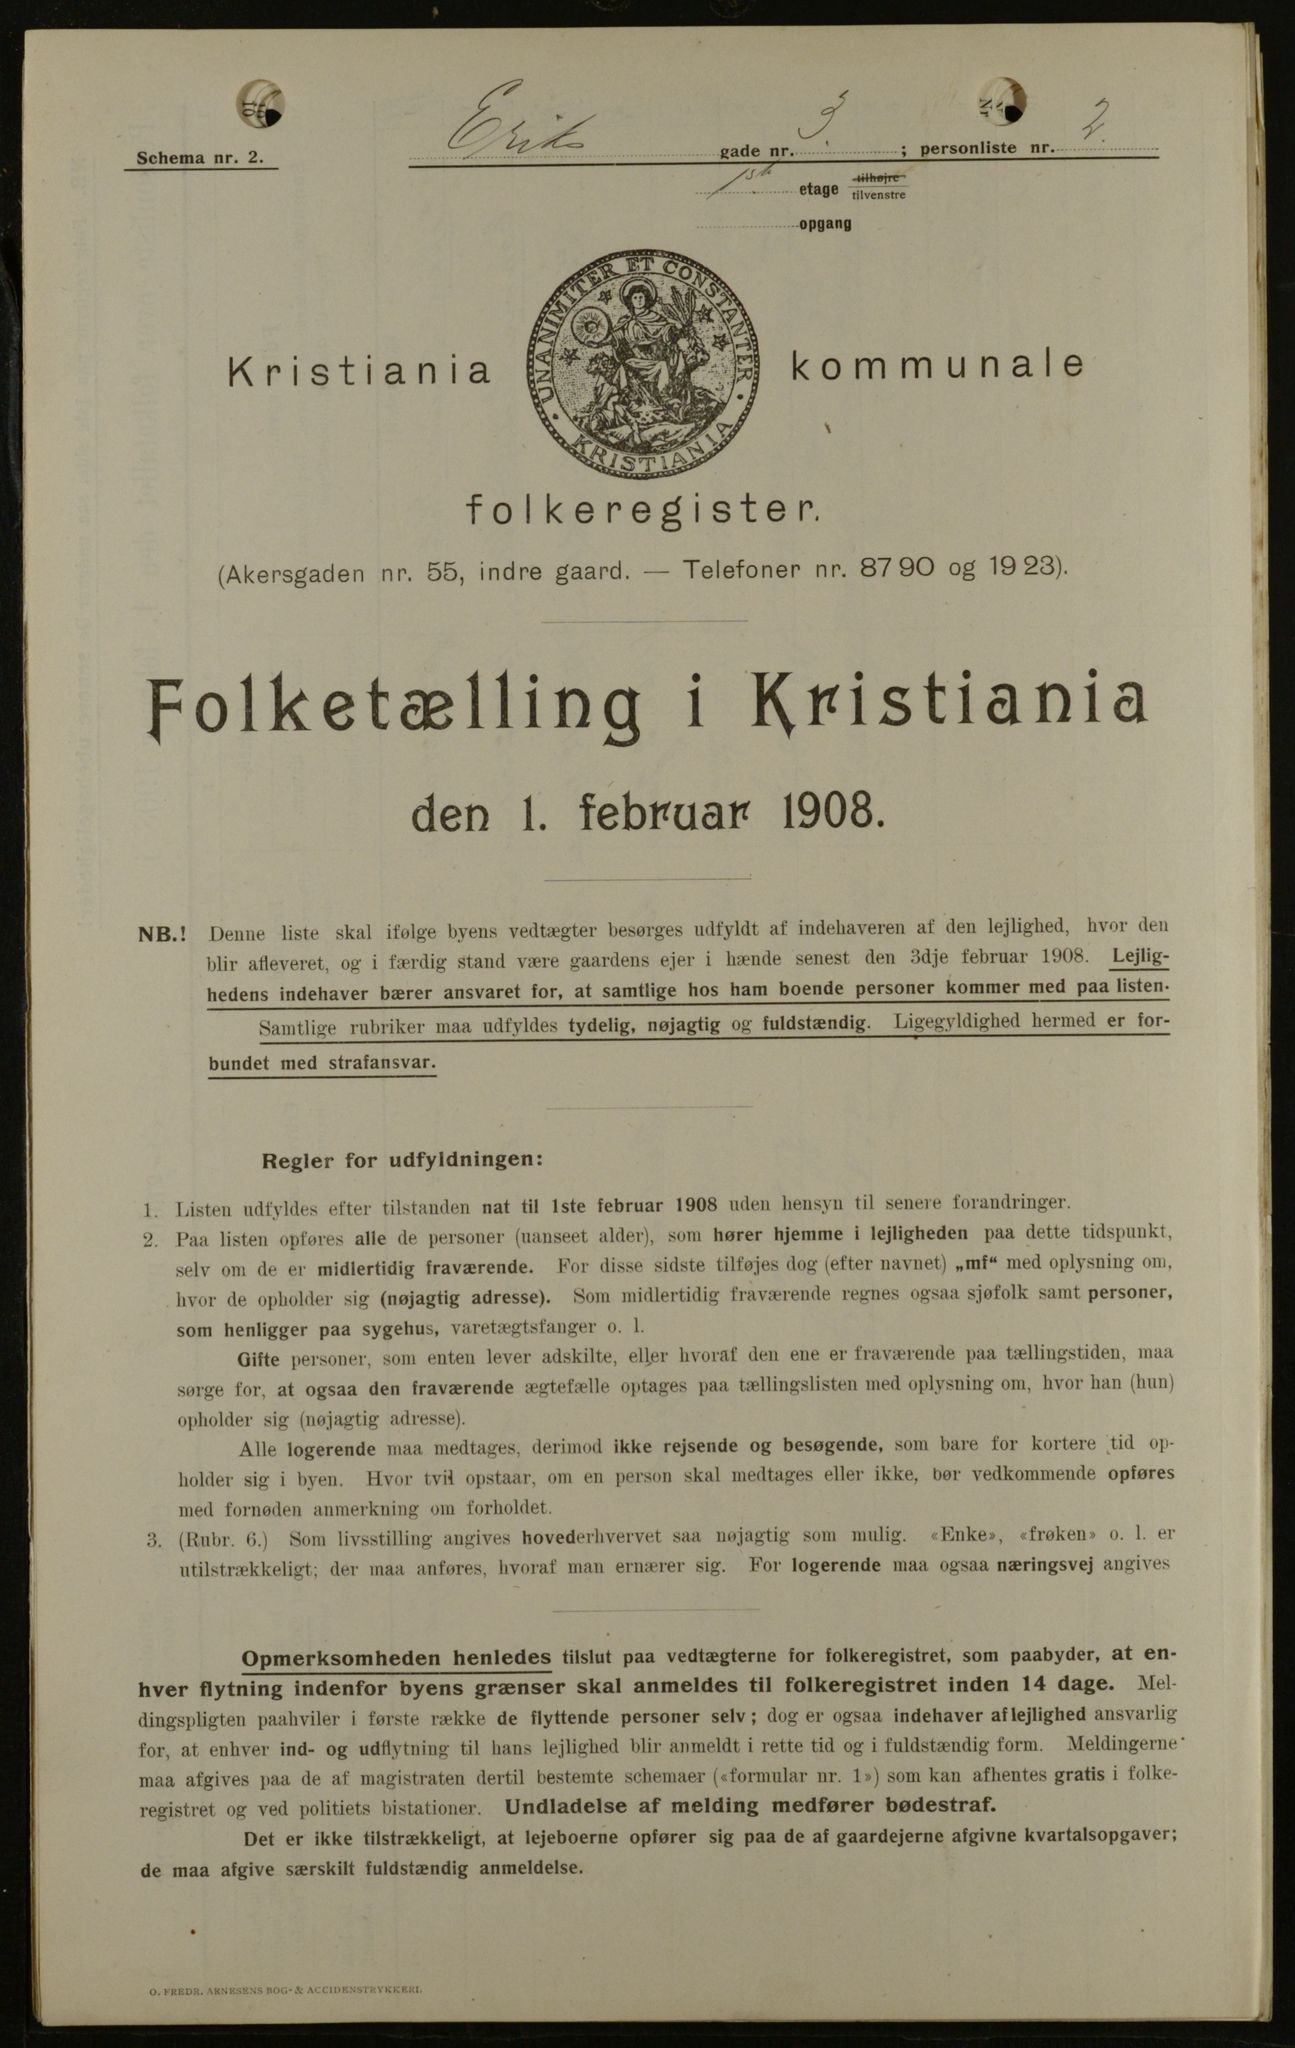 Schema nr. 2.
Eriks gade nr. 3 ; personliste nr. 2.
1ste etage tilhøjre
tilvenstre
opgang
UNANIMITER ET CONSTANTER · KRISTIANIA ·
Kristiania kommunale
folkeregister.
(Akersgaden nr. 55, indre gaard. — Telefoner nr. 87 90 og 19 23).
Folketælling i Kristiania
den 1. februar 1908.
NB.! Denne liste skal ifølge byens vedtægter besørges udfyldt af indehaveren af den lejlighed, hvor den
blir afleveret, og i færdig stand være gaardens ejer i hænde senest den 3dje februar 1908. Lejlig-
hedens indehaver bærer ansvaret for, at samtlige hos ham boende personer kommer med paa listen.
Samtlige rubriker maa udfyldes tydelig, nøjagtig og fuldstændig. Ligegyldighed hermed er for-
bundet med strafansvar.
Regler for udfyldningen:
1. Listen udfyldes efter tilstanden nat til 1ste februar 1908 uden hensyn til senere forandringer.
2. Paa listen opføres alle de personer (uanseet alder), som hører hjemme i lejligheden paa dette tidspunkt,
selv om de er midlertidig fraværende. For disse sidste tilføjes dog (efter navnet) „mf“ med oplysning om,
hvor de opholder sig (nøjagtig adresse). Som midlertidig fraværende regnes ogsaa sjøfolk samt personer,
som henligger paa sygehus, varetægtsfanger o. l.
Gifte personer, som enten lever adskilte, eller hvoraf den ene er fraværende paa tællingstiden, maa
sørge for, at ogsaa den fraværende ægtefælle optages paa tællingslisten med oplysning om, hvor han (hun)
opholder sig (nøjagtig adresse).
Alle logerende maa medtages, derimod ikke rejsende og besøgende, som bare for kortere tid op-
holder sig i byen. Hvor tvil opstaar, om en person skal medtages eller ikke, bør vedkommende opføres
med fornøden anmerkning om forholdet.
3. (Rubr. 6.) Som livsstilling angives hovederhvervet saa nøjagtig som mulig. «Enke», «frøken» o. l. er
utilstrækkeligt; der maa anføres, hvoraf man ernærer sig. For logerende maa ogsaa næringsvej angives
Opmerksomheden henledes tilslut paa vedtægterne for folkeregistret, som paabyder, at en-
hver flytning indenfor byens grænser skal anmeldes til folkeregistret inden 14 dage. Mel-
dingspligten paahviler i første række de flyttende personer selv; dog er ogsaa indehaver af lejlighed ansvarlig
for, at enhver ind- og udflytning til hans lejlighed blir anmeldt i rette tid og i fuldstændig form. Meldingerne
maa afgives paa de af magistraten dertil bestemte schemaer («formular nr. 1») som kan afhentes gratis i folke-
registret og ved politiets bistationer. Undladelse af melding medfører bødestraf.
Det er ikke tilstrækkeligt, at lejeboerne opfører sig paa de af gaardejerne afgivne kvartalsopgaver;
de maa afgive særskilt fuldstændig anmeldelse.
O. FREDR. ARNESENS BOG- & ACCIDENSTRYKKERI.